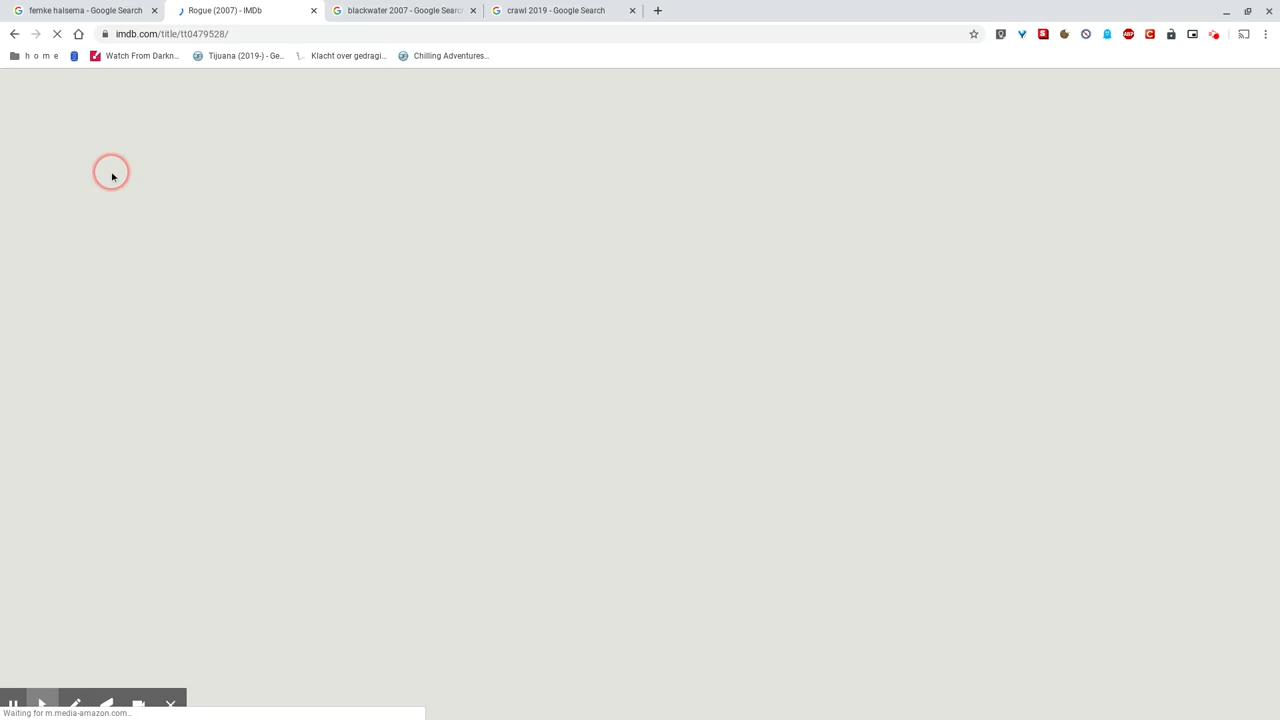 femke halsema - Google Search
Rogue (2007) - IMDb
blackwater 2007 - Google Searc
crawl 2019 - Google Search
imdb.com/title/tt0479528/
h o m e
Watch From Darkn...
Tijuana (2019-) - Ge...
Klacht over gedragi...
Chilling Adventures...
Waiting for m.media-amazon.com...